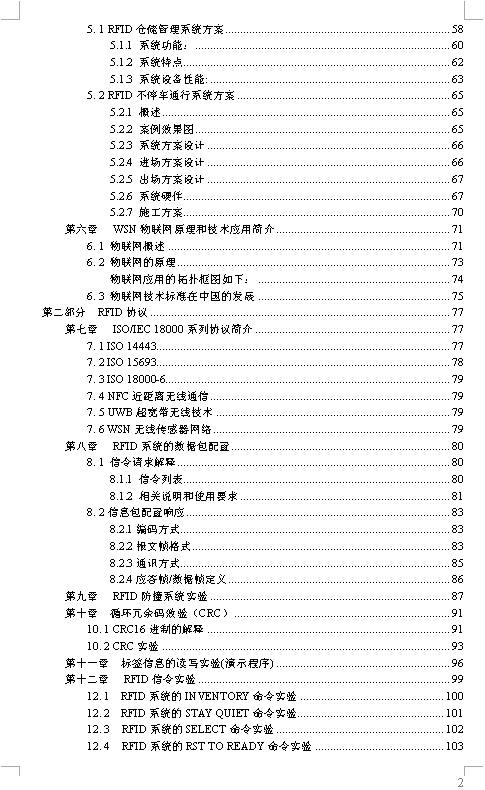 5.1 RFID 仓储管理系统方案 58
5.1.1 系统功能： 60
5.1.2 系统特点 62
5.1.3 系统设备性能: 63
5.2 RFID 不停车通行系统方案 65
5.2.1 概述 65
5.2.2 案例效果图 65
5.2.3 系统方案设计 66
5.2.4 进场方案设计 66
5.2.5 出场方案设计 67
5.2.6 系统硬件 67
5.2.7 施工方案 70
第六章 WSN 物联网原理和技术应用简介 71
6.1 物联网概述 71
6.2 物联网的原理 73
物联网应用的拓扑框图如下： 74
6.3 物联网技术标准在中国的发展 75
第二部分 RFID 协议 77
第七章 ISO/IEC 18000 系列协议简介 77
7.1 ISO 14443 77
7.2 ISO 15693 78
7.3 ISO 18000-6 79
7.4 NFC 近距离无线通信 79
7.5 UWB 超宽带无线技术 79
7.6 WSN 无线传感器网络 79
第八章 RFID 系统的数据包配置 80
8.1 信令请求解释 80
8.1.1 信令列表 80
8.1.2 相关说明和使用要求 81
8.2 信息包配置响应 83
8.2.1 编码方式 83
8.2.2 报文帧格式 83
8.2.3 通讯方式 85
8.2.4 应答帧/数据帧定义 86
第九章 RFID 防撞系统实验 87
第十章 循环冗余码效验（CRC） 91
10.1 CRC16 进制的解释 91
10.2 CRC 实验 93
第十一章 标签信息的读写实验(演示程序) 96
第十二章 RFID 信令实验 99
12.1 RFID 系统的 INVENTORY 命令实验 100
12.2 RFID 系统的 STAY QUIET 命令实验 101
12.3 RFID 系统的 SELECT 命令实验 102
12.4 RFID 系统的 RST TO READY 命令实验 103
2